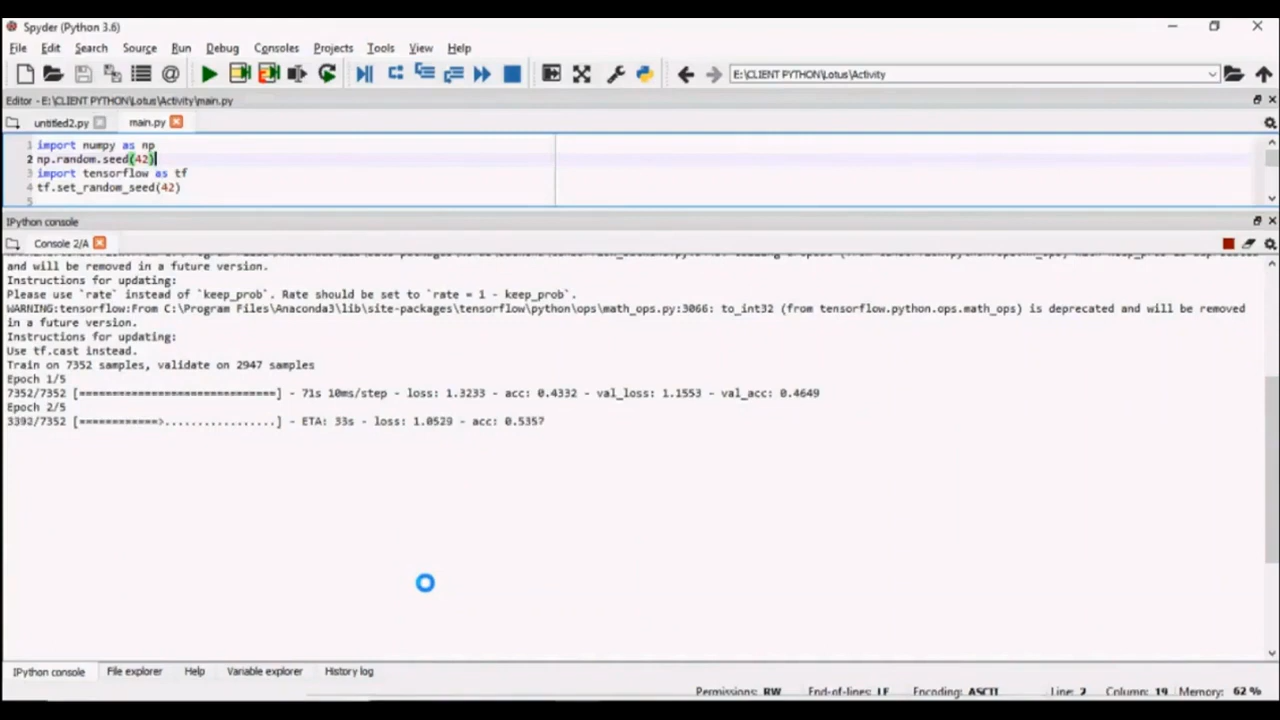 Spyder (Python 3.6)
File Edit Search Source Run Debug Consoles Projects Tools View Help
E:\CLIENT PYTHON\Lotus\Activity
Editor - E:\CLIENT PYTHON\Lotus\Activity\main.py
untitled2.py main.py
1 import numpy as np
2 np.random.seed(42)
3 import tensorflow as tf
4 tf.set_random_seed(42)
5
IPython console
Console 2/A
and will be removed in a future version.
Instructions for updating:
Please use `rate` instead of `keep_prob`. Rate should be set to `rate = 1 - keep_prob`.
WARNING:tensorflow:From C:\Program Files\Anaconda3\lib\site-packages\tensorflow\python\ops\math_ops.py:3066: to_int32 (from tensorflow.python.ops.math_ops) is deprecated and will be removed
in a future version.
Instructions for updating:
Use tf.cast instead.
Train on 7352 samples, validate on 2947 samples
Epoch 1/5
7352/7352 [==============================] - 71s 10ms/step - loss: 1.3233 - acc: 0.4332 - val_loss: 1.1553 - val_acc: 0.4649
Epoch 2/5
3392/7352 [============>.................] - ETA: 33s - loss: 1.0529 - acc: 0.5357
IPython console File explorer Help Variable explorer History log
Permissions: RW End-of-lines: LF Encoding: ASCII Line: 2 Column: 19 Memory: 62 %